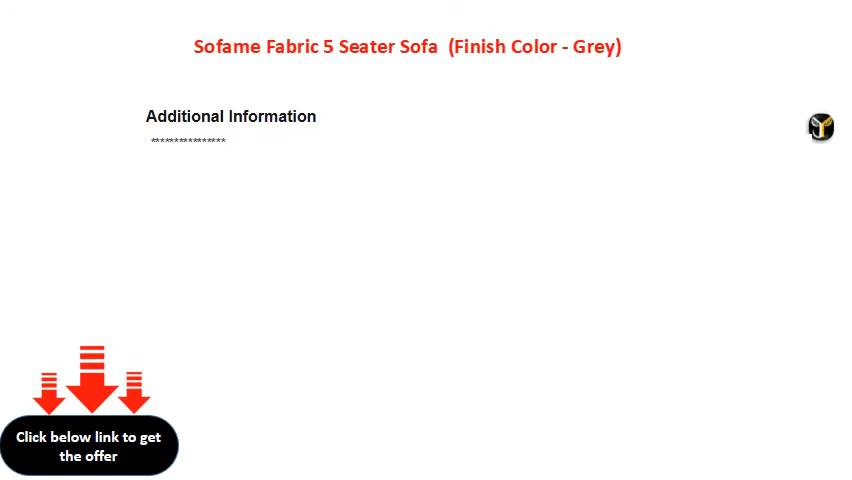 Sofame Fabric 5 Seater Sofa  (Finish Color - Grey)
Additional Information
****************
Click below link to get
the offer